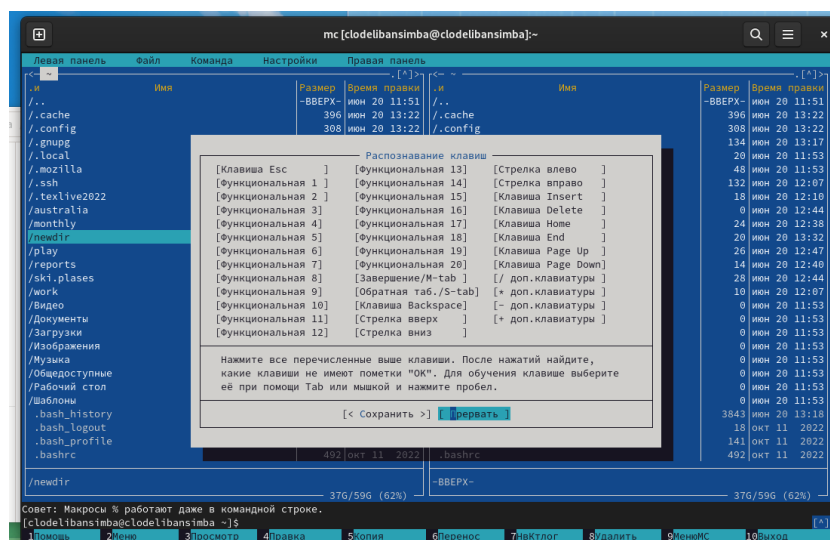 mc [clodelibansimba@clodelibansimba]:~
Левая панель Файл Команда Настройки Правая панель
<— ~ .[^]> <— ~ .[^]>
.и Имя Размер Время правки .и Имя Размер Время правки
/.. -ВВЕРХ- июн 20 11:51 /.. -ВВЕРХ- июн 20 11:51
/.cache 396 июн 20 13:22 /.cache 396 июн 20 13:22
/.config 308 июн 20 13:22 /.config 308 июн 20 13:22
/.gnupg 134 июн 20 13:17
/.local Распознавание клавиш 20 июн 20 11:53
/.mozilla [Клавиша Esc ] [Функциональная 13] [Стрелка влево ] 48 июн 20 11:53
/.ssh [Функциональная 1 ] [Функциональная 14] [Стрелка вправо ] 132 июн 20 12:07
/.texlive2022 [Функциональная 2 ] [Функциональная 15] [Клавиша Insert ] 18 июн 20 12:10
/australia [Функциональная 3] [Функциональная 16] [Клавиша Delete ] 0 июн 20 12:44
/monthly [Функциональная 4] [Функциональная 17] [Клавиша Home ] 24 июн 20 12:38
/newdir [Функциональная 5] [Функциональная 18] [Клавиша End ] 20 июн 20 13:32
/play [Функциональная 6] [Функциональная 19] [Клавиша Page Up ] 26 июн 20 12:47
/reports [Функциональная 7] [Функциональная 20] [Клавиша Page Down] 14 июн 20 12:40
/ski.plases [Функциональная 8] [Завершение/M-tab ] [/ доп.клавиатуры ] 28 июн 20 12:44
/work [Функциональная 9] [Обратная таб./S-tab] [* доп.клавиатуры ] 10 июн 20 12:07
/Видео [Функциональная 10] [Клавиша Backspace] [- доп.клавиатуры ] 0 июн 20 11:53
/Документы [Функциональная 11] [Стрелка вверх ] [+ доп.клавиатуры ] 0 июн 20 11:53
/Загрузки [Функциональная 12] [Стрелка вниз ] 0 июн 20 11:53
/Изображения 0 июн 20 11:53
/Музыка Нажмите все перечисленные выше клавиши. После нажатий найдите, 0 июн 20 11:53
/Общедоступные какие клавиши не имеют пометки "OK". Для обучения клавише выберите 0 июн 20 11:53
/Рабочий стол её при помощи Tab или мышкой и нажмите пробел. 0 июн 20 11:53
/Шаблоны 0 июн 20 11:53
.bash_history [< Сохранить >] [ Прервать ] 3843 июн 20 13:18
.bash_logout 18 окт 11 2022
.bash_profile 141 окт 11 2022
.bashrc 492 окт 11 2022 .bashrc 492 окт 11 2022
/newdir -ВВЕРХ-
37G/59G (62%) 37G/59G (62%)
Совет: Макросы % работают даже в командной строке.
[clodelibansimba@clodelibansimba ~]$ [^]
1Помощь 2Меню 3Просмотр 4Правка 5Копия 6Перенос 7НвКтлог 8Удалить 9МенюMC 10Выход